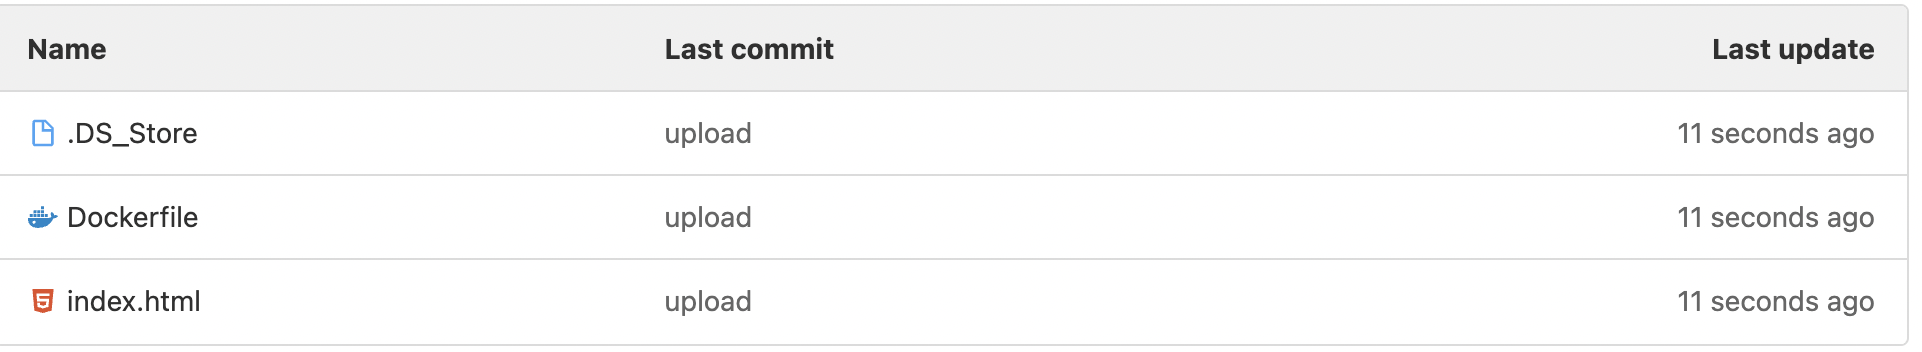 Name Last commit Last update
.DS_Store upload 11 seconds ago
Dockerfile upload 11 seconds ago
index.html upload 11 seconds ago